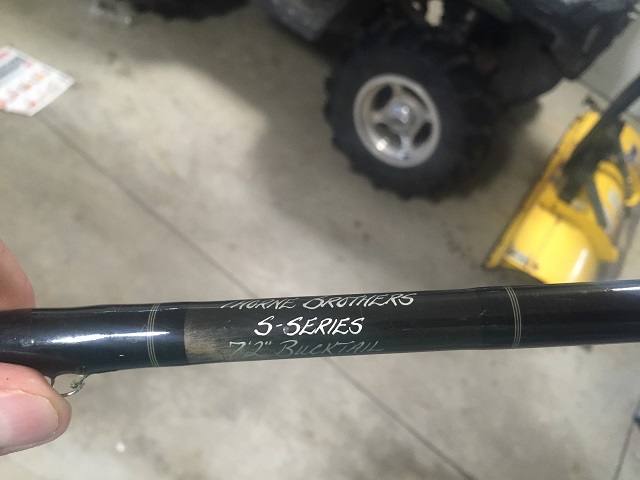 THORNE BROTHERS
S-SERIES
7'2" BUCKTAIL